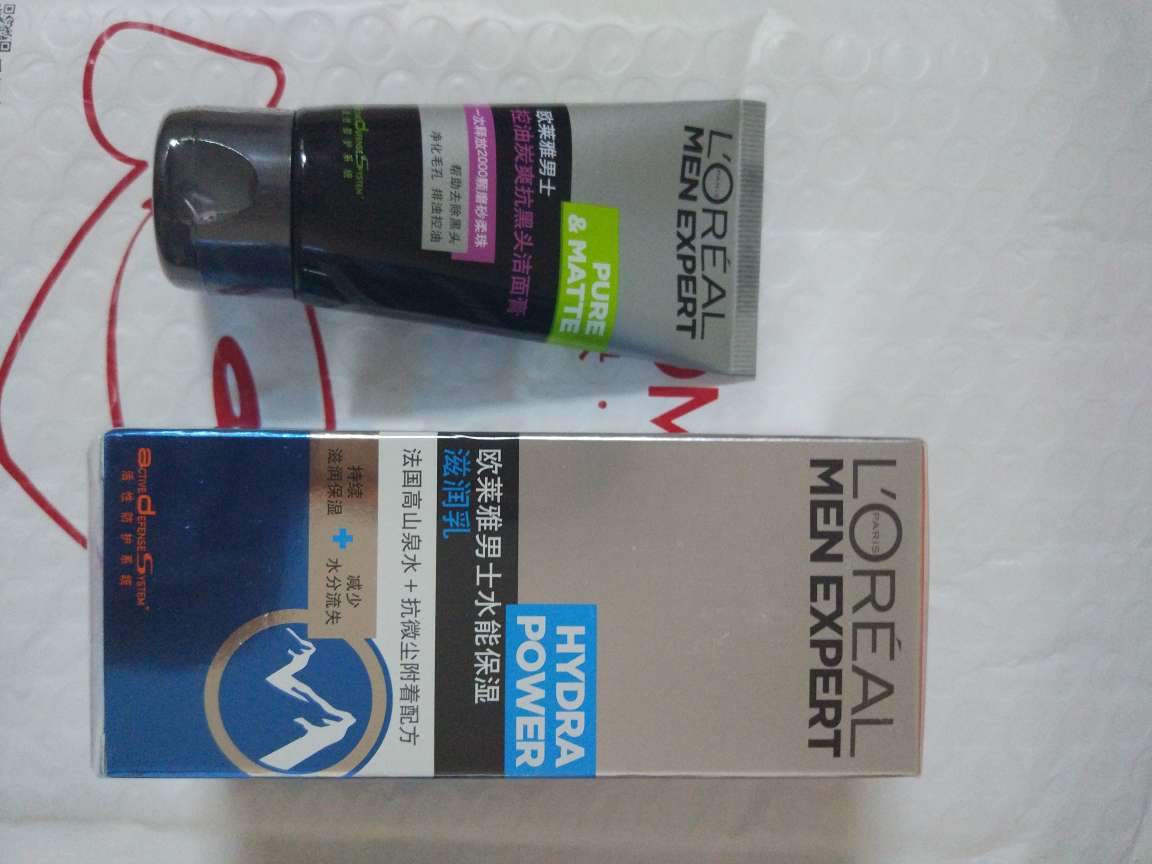 L'ORÉAL
PARIS
MEN EXPERT
PURE
& MATTE
欧莱雅男士
控油炭爽抗黑头洁面膏
一次释放2000颗磨砂柔珠
帮助去除黑头
净化毛孔 排浊控油
L'ORÉAL
PARIS
MEN EXPERT
HYDRA
POWER
欧莱雅男士水能保湿
滋润乳
法国高山泉水+抗微尘附着配方
持续
滋润保湿
+
减少
水分流失
activE dEFENSE SYSTEM
活性防护系统